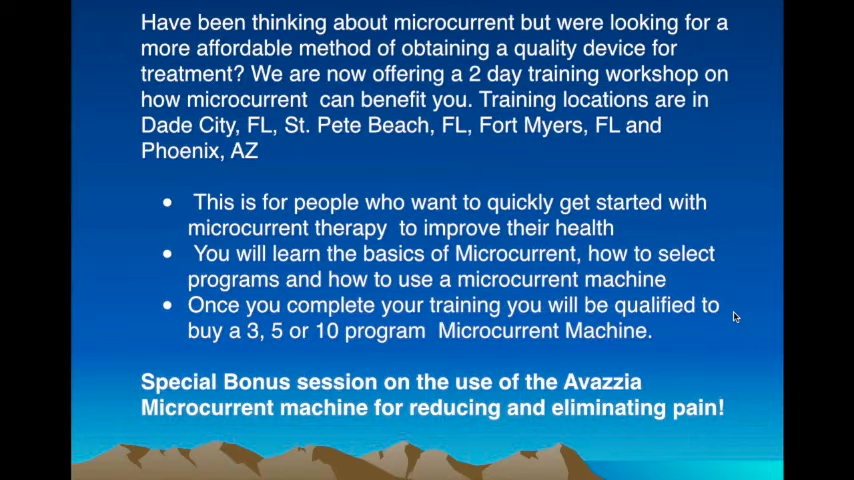 Have been thinking about microcurrent but were looking for a
more affordable method of obtaining a quality device for
treatment? We are now offering a 2 day training workshop on
how microcurrent can benefit you. Training locations are in
Dade City, FL, St. Pete Beach, FL, Fort Myers, FL and
Phoenix, AZ
• This is for people who want to quickly get started with
microcurrent therapy to improve their health
• You will learn the basics of Microcurrent, how to select
programs and how to use a microcurrent machine
• Once you complete your training you will be qualified to
buy a 3, 5 or 10 program Microcurrent Machine.
Special Bonus session on the use of the Avazzia
Microcurrent machine for reducing and eliminating pain!